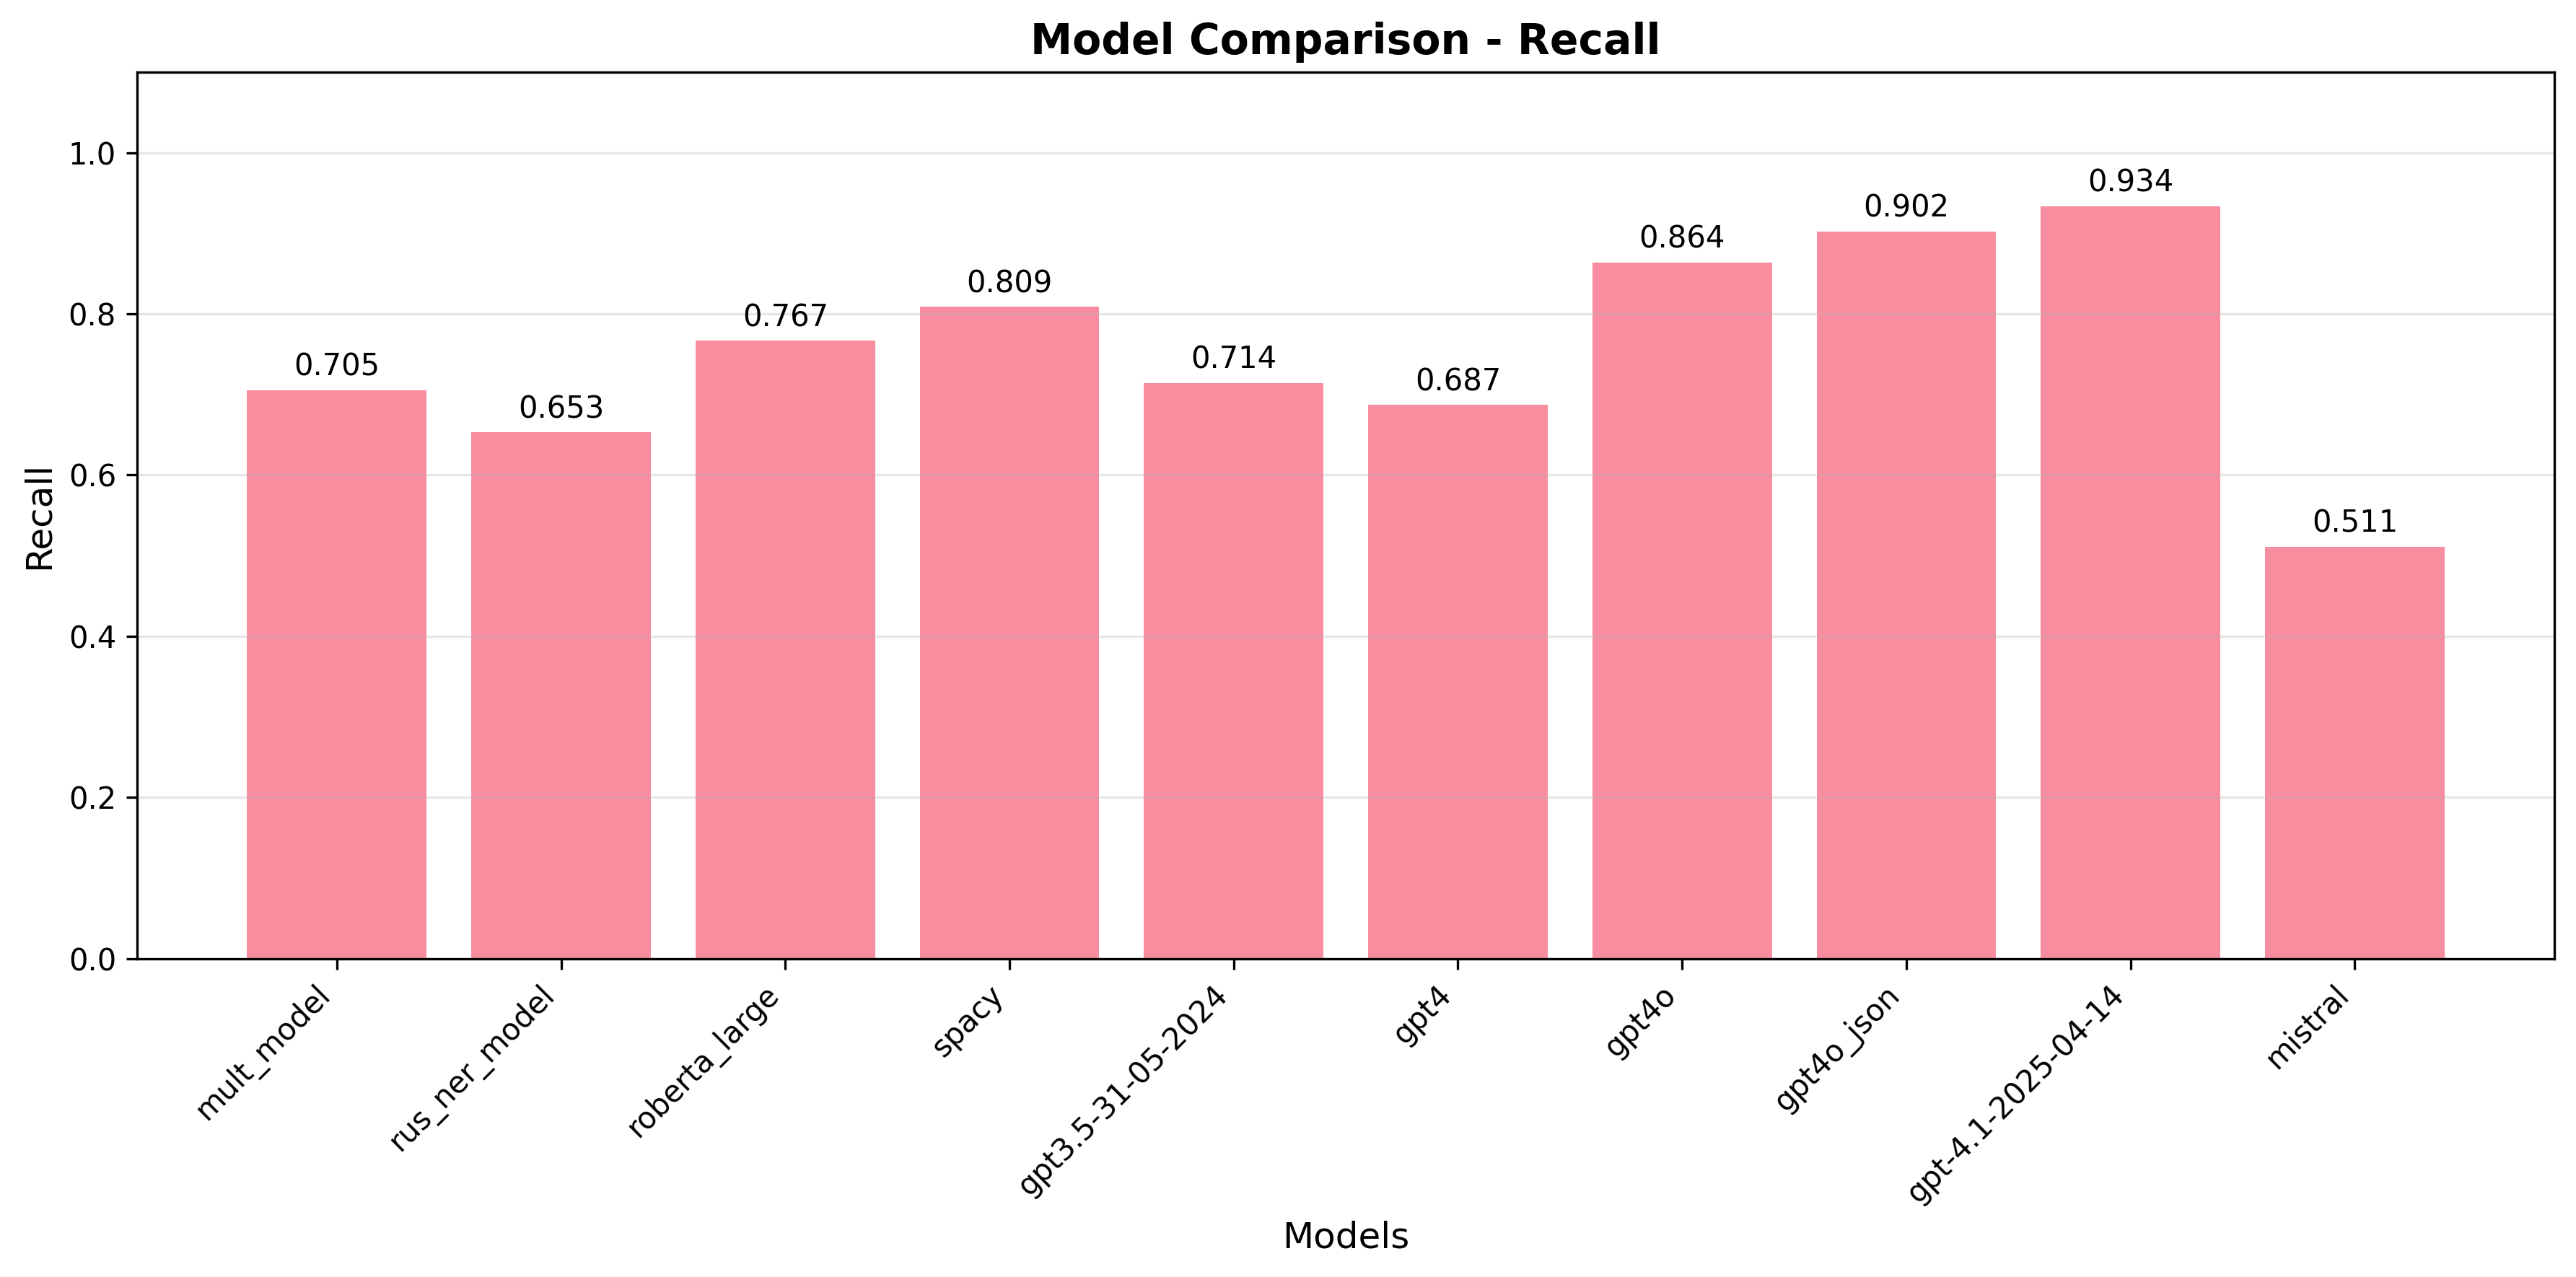 Model Comparison - Recall
Recall
1.0
0.8
0.6
0.4
0.2
0.0
0.705
0.653
0.767
0.809
0.714
0.687
0.864
0.902
0.934
0.511
mult_model
rus_ner_model
roberta_large
spacy
gpt3.5-31-05-2024
gpt4
gpt4o
gpt4o_json
gpt-4.1-2025-04-14
mistral
Models